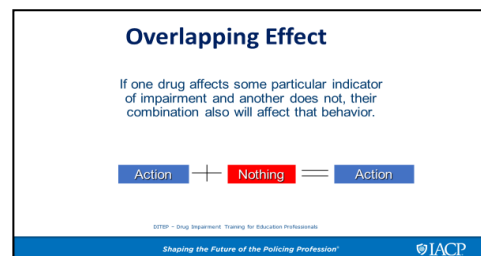 Overlapping Effect
If one drug affects some particular indicator
of impairment and another does not, their
combination also will affect that behavior.
Action + Nothing = Action
DITEP – Drug Impairment Training for Education Professionals
Shaping the Future of the Policing Profession® IACP